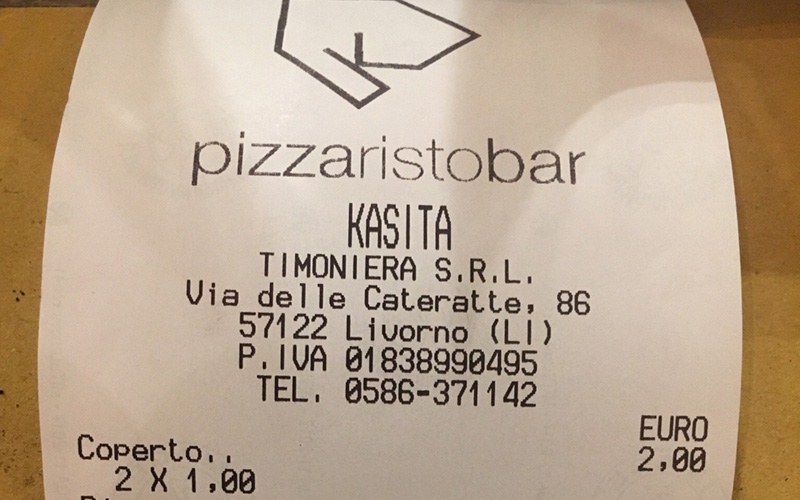 pizzaristobar
KASITA
TIMONIERA S.R.L.
Via delle Cateratte, 86
57122 Livorno (LI)
P.IVA 01838990495
TEL. 0586-371142
EURO
Coperto.. 2,00
2 X 1,00